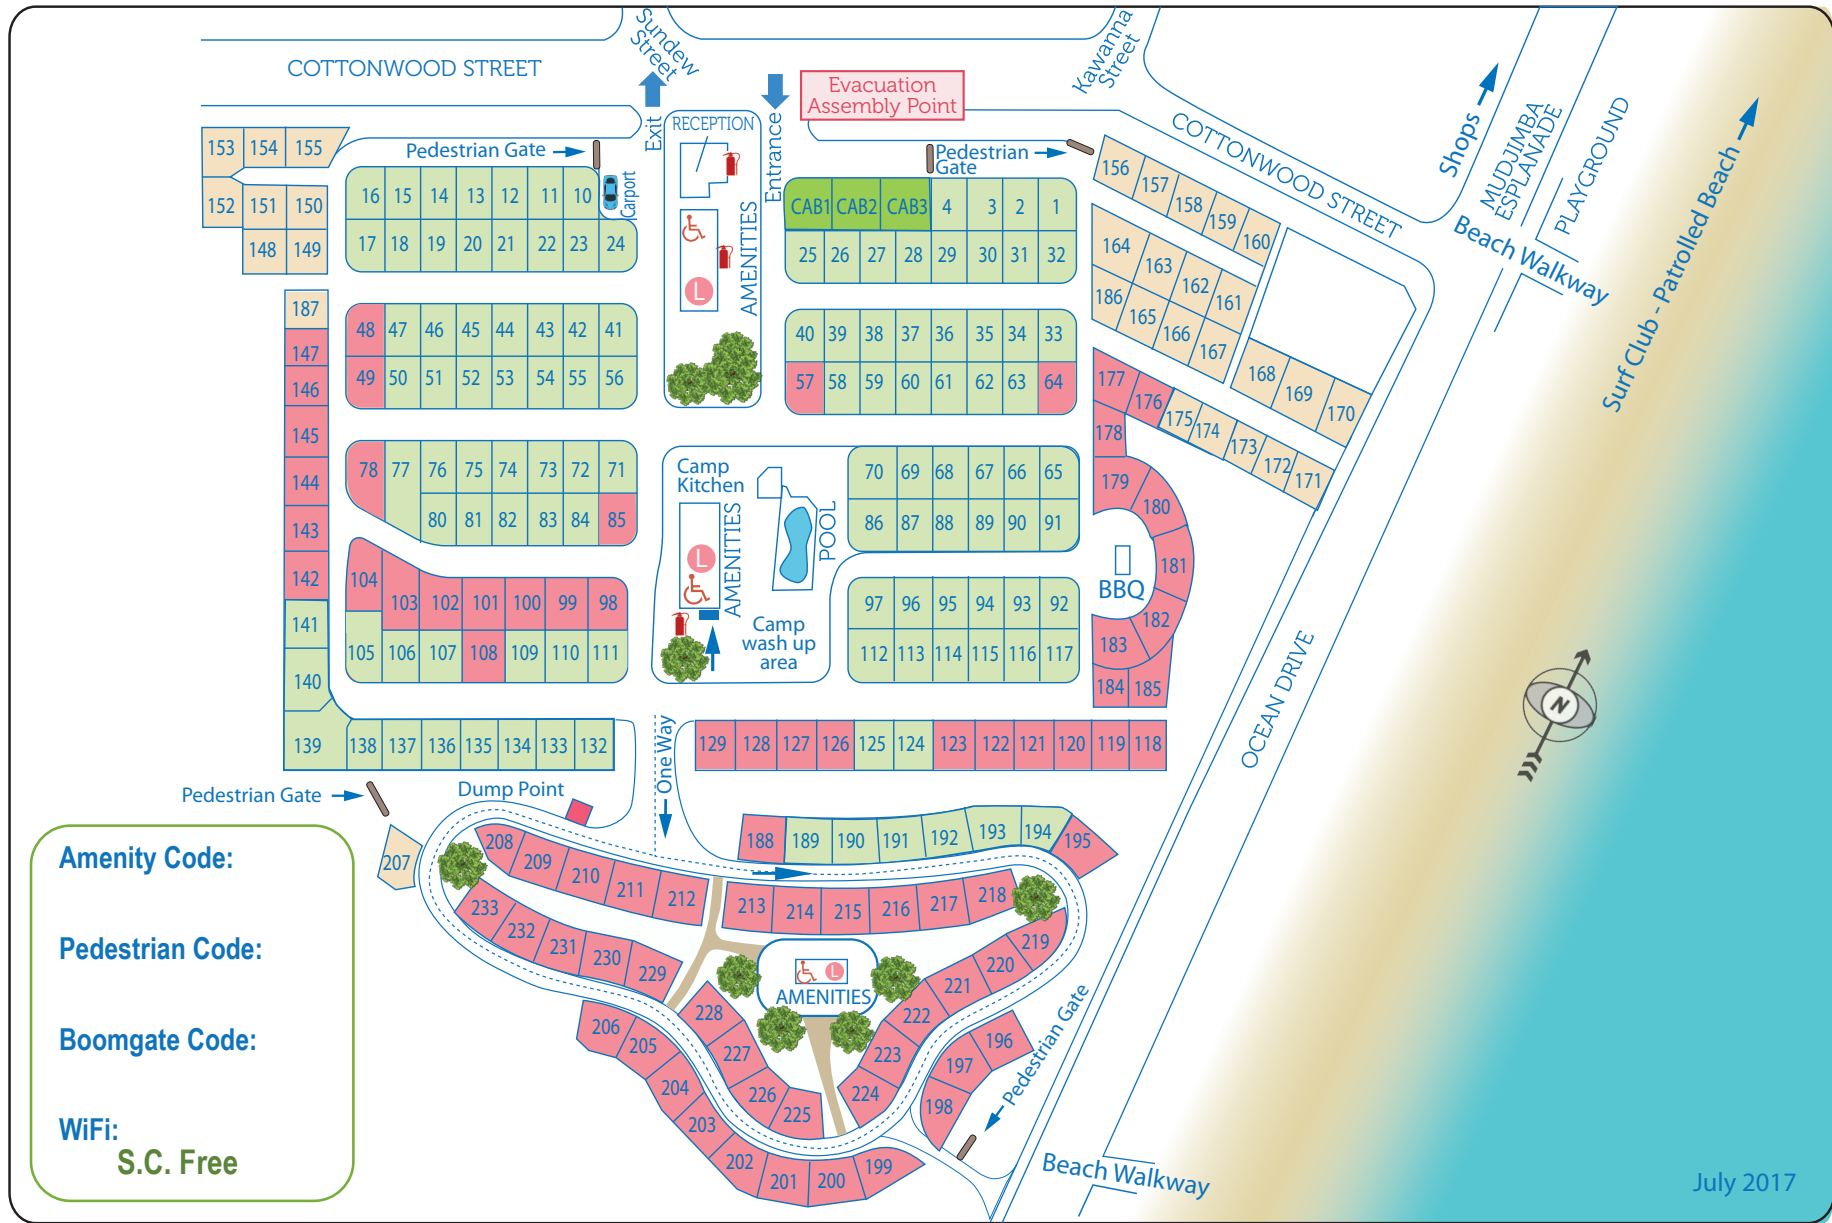 COTTONWOOD STREET
Sundew
Street
Exit
Entrance
Evacuation
Assembly Point
Kawanna
Street
COTTONWOOD STREET
Shops
MUDJIMBA
ESPLANADE
PLAYGROUND
Beach Walkway
Surf Club - Patrolled Beach
RECEPTION
AMENITIES
L
Pedestrian Gate
Carport
Pedestrian
Gate
153 154 155
152 151 150
148 149
16 15 14 13 12 11 10
17 18 19 20 21 22 23 24
CAB1 CAB2 CAB3 4 3 2 1
25 26 27 28 29 30 31 32
156 157 158 159 160
164 163 162 161
186 165 166 167
168 169 170
187
147
146
145
144
143
142
141
140
139 138 137 136 135 134 133 132
48 47 46 45 44 43 42 41
49 50 51 52 53 54 55 56
40 39 38 37 36 35 34 33
57 58 59 60 61 62 63 64
177 176 175 174 173 172 171
178
179
180
181
182
183
184 185
BBQ
78 77 76 75 74 73 72 71
80 81 82 83 84 85
Camp
Kitchen
AMENITIES
L
POOL
Camp
wash up
area
70 69 68 67 66 65
86 87 88 89 90 91
104 103 102 101 100 99 98
105 106 107 108 109 110 111
97 96 95 94 93 92
112 113 114 115 116 117
129 128 127 126 125 124 123 122 121 120 119 118
One Way
OCEAN DRIVE
N
Pedestrian Gate
Dump Point
188 189 190 191 192 193 194 195
207
208 209 210 211 212
213 214 215 216 217 218
233 232 231 230 229
219
220
221
222
223
224
L
AMENITIES
228
227
226
225
206
205
204
203
202
201
200
199
196
197
198
Pedestrian Gate
Beach Walkway
Amenity Code:
Pedestrian Code:
Boomgate Code:
WiFi:
S.C. Free
July 2017